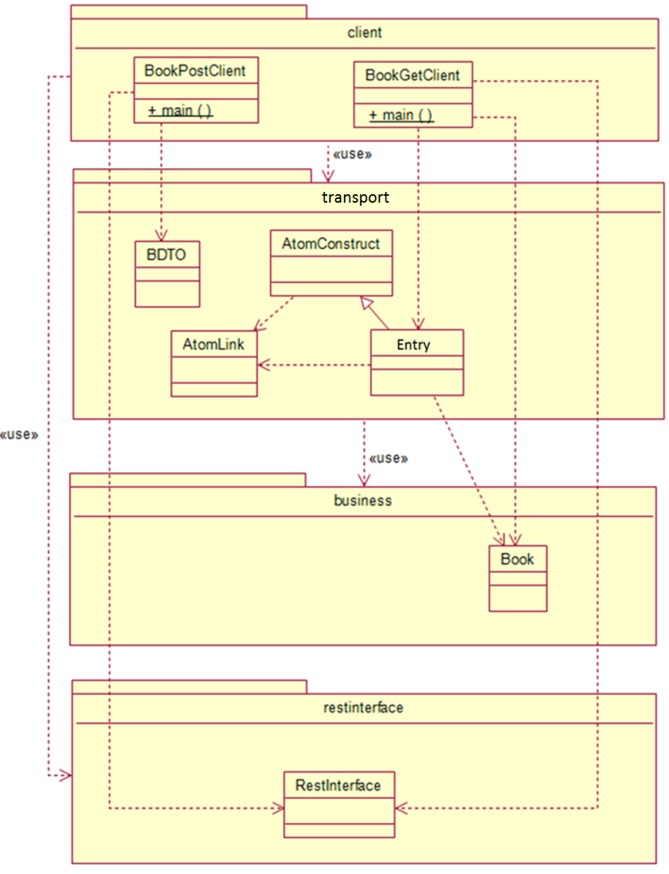 client
BookPostClient
+ main ( )
BookGetClient
+ main ( )
«use»
transport
BDTO
AtomConstruct
AtomLink
Entry
«use»
«use»
business
Book
restinterface
RestInterface